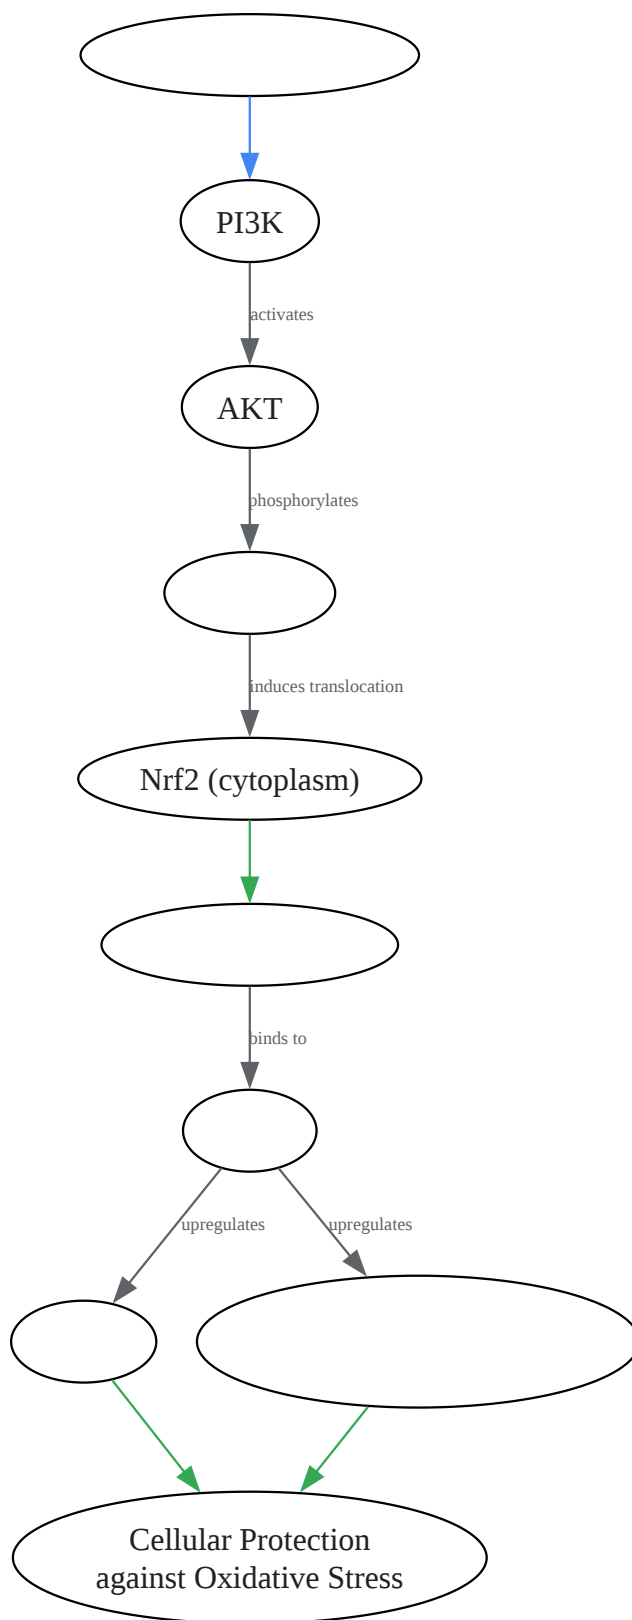 PI3K
activates
AKT
phosphorylates
induces translocation
Nrf2 (cytoplasm)
binds to
upregulates
upregulates
Cellular Protection
against Oxidative Stress